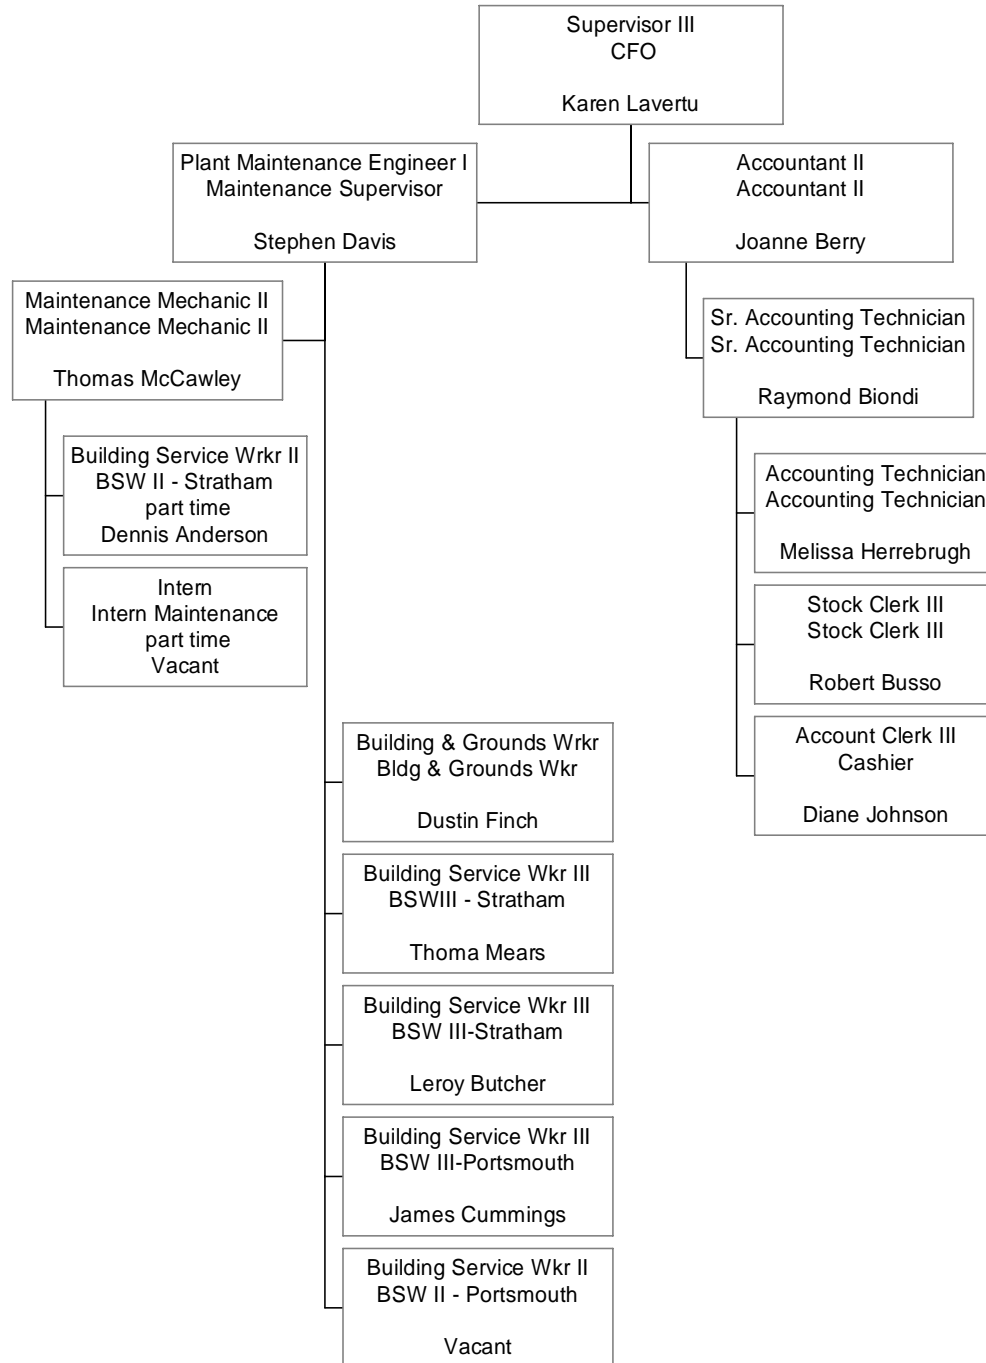 Supervisor III
CFO
Karen Lavertu
Plant Maintenance Engineer I
Maintenance Supervisor
Stephen Davis
Accountant II
Accountant II
Joanne Berry
Maintenance Mechanic II
Maintenance Mechanic II
Thomas McCawley
Sr. Accounting Technician
Sr. Accounting Technician
Raymond Biondi
Building Service Wrkr II
BSW II - Stratham
part time
Dennis Anderson
Accounting Technician
Accounting Technician
Melissa Herrebrugh
Intern
Intern Maintenance
part time
Vacant
Stock Clerk III
Stock Clerk III
Robert Busso
Building & Grounds Wrkr
Bldg & Grounds Wkr
Dustin Finch
Account Clerk III
Cashier
Diane Johnson
Building Service Wkr III
BSWIII - Stratham
Thoma Mears
Building Service Wkr III
BSW III-Stratham
Leroy Butcher
Building Service Wkr III
BSW III-Portsmouth
James Cummings
Building Service Wkr II
BSW II - Portsmouth
Vacant